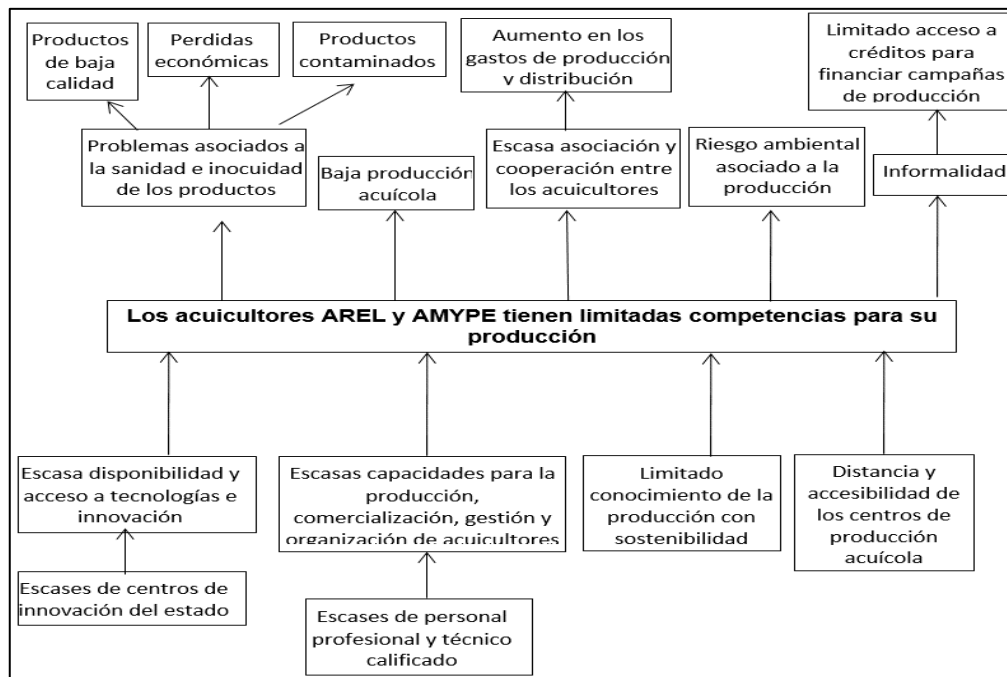 Productos
de baja
calidad
Perdidas
económicas
Productos
contaminados
Aumento en los
gastos de producción
y distribución
Limitado acceso a
créditos para
financiar campañas
de producción
Problemas asociados a
la sanidad e inocuidad
de los productos
Baja producción
acuícola
Escasa asociación y
cooperación entre
los acuicultores
Riesgo ambiental
asociado a la
producción
Informalidad
Los acuicultores AREL y AMYPE tienen limitadas competencias para su
producción
Escasa disponibilidad y
acceso a tecnologías e
innovación
Escasas capacidades para la
producción,
comercialización, gestión y
organización de acuicultores
Limitado
conocimiento de la
producción con
sostenibilidad
Distancia y
accesibilidad de
los centros de
producción
acuícola
Escases de centros de
innovación del estado
Escases de personal
profesional y técnico
calificado